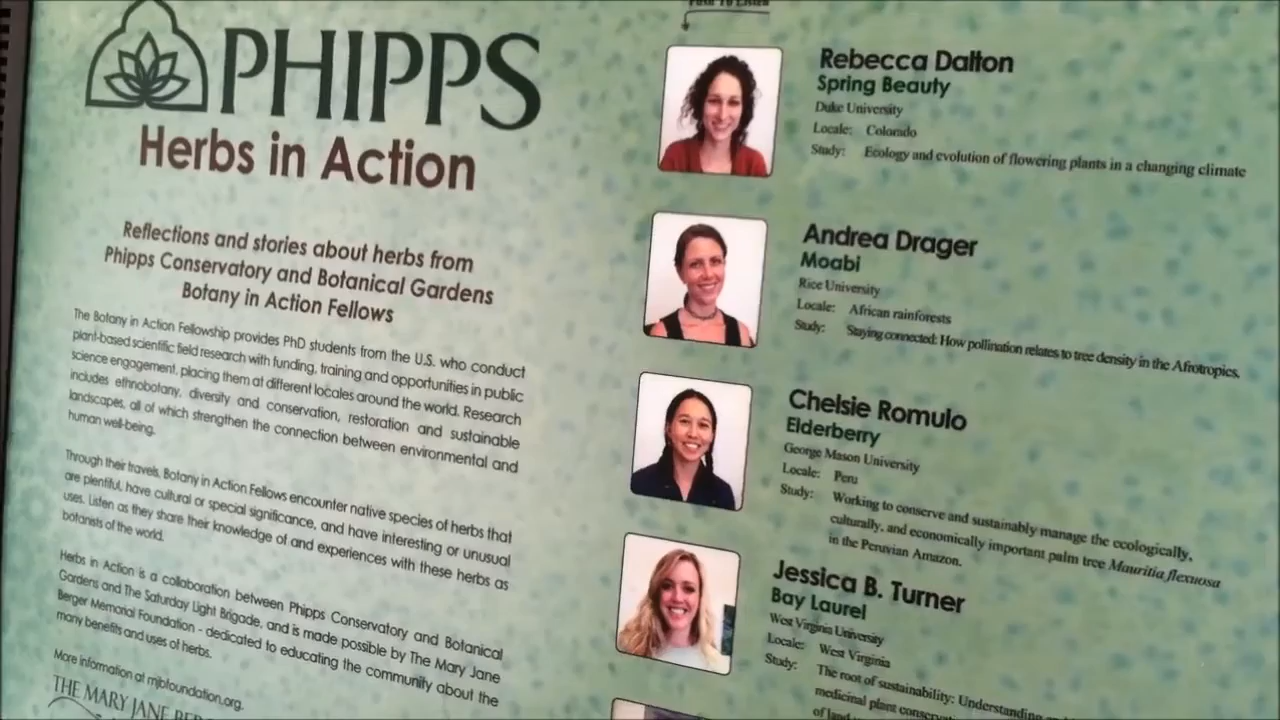 PHIPPS
Herbs in Action
Reflections and stories about herbs from
Phipps Conservatory and Botanical Gardens
Botany in Action Fellows
The Botany in Action Fellowship provides PhD students from the U.S. who conduct
plant-based scientific field research with funding, training and opportunities in public
science engagement, placing them at different locales around the world. Research
includes ethnobotany, diversity and conservation, restoration and sustainable
landscapes, all of which strengthen the connection between environmental and
human well-being.
Through their travels, Botany in Action Fellows encounter native species of herbs that
are plentiful, have cultural or special significance, and have interesting or unusual
uses. Listen as they share their knowledge of and experiences with these herbs as
botanists of the world.
Herbs in Action is a collaboration between Phipps Conservatory and Botanical
Gardens and The Saturday Light Brigade, and is made possible by The Mary Jane
Berger Memorial Foundation - dedicated to educating the community about the
many benefits and uses of herbs.
More information at mjbfoundation.org.
THE MARY JANE BER
Push To Listen
Rebecca Dalton
Spring Beauty
Duke University
Locale: Colorado
Study: Ecology and evolution of flowering plants in a changing climate
Andrea Drager
Moabi
Rice University
Locale: African rainforests
Study: Staying connected: How pollination relates to tree density in the Afrotropics.
Chelsie Romulo
Elderberry
George Mason University
Locale: Peru
Study: Working to conserve and sustainably manage the ecologically,
culturally, and economically important palm tree Mauritia flexuosa
in the Peruvian Amazon.
Jessica B. Turner
Bay Laurel
West Virginia University
Locale: West Virginia
Study: The root of sustainability: Understanding
medicinal plant conserv
of land